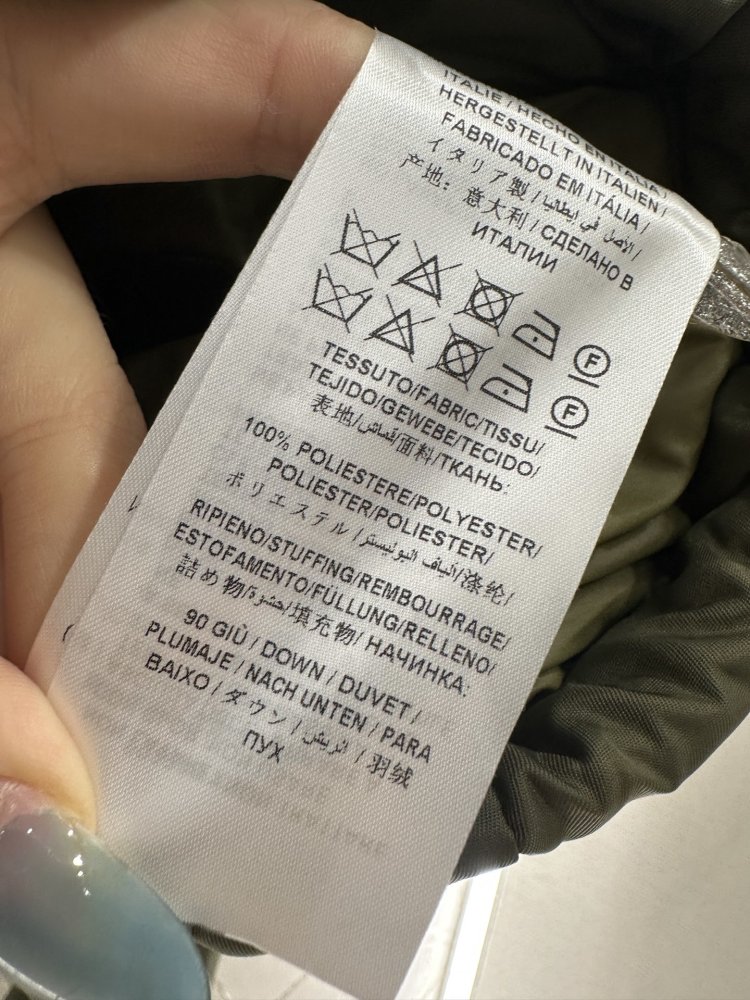 ITALIE / HECHO EN ITALIA /
HERGESTELLT IN ITALIEN /
FABRICADO EM ITÁLIA /
イタリア製 / الأصل في إيطاليا /
产地: 意大利 / СДЕЛАНО В
ИТАЛИИ
F
F
TESSUTO/FABRIC/TISSU/
TEJIDO/GEWEBE/TECIDO/
表地/قماش/面料/ТКАНЬ:
100% POLIESTERE/POLYESTER/
POLIESTER/POLIESTER/
ポリエステル / ألياف البوليستر/涤纶/
RIPIENO/STUFFING/REMBOURRAGE/
ESTOFAMENTO/FÜLLUNG/RELLENO/
詰め物/حشوة/填充物/ НАЧИНКА:
90 GIÙ / DOWN / DUVET /
PLUMAJE / NACH UNTEN / PARA
BAIXO / ダウン / الريش / 羽绒
ПУХ